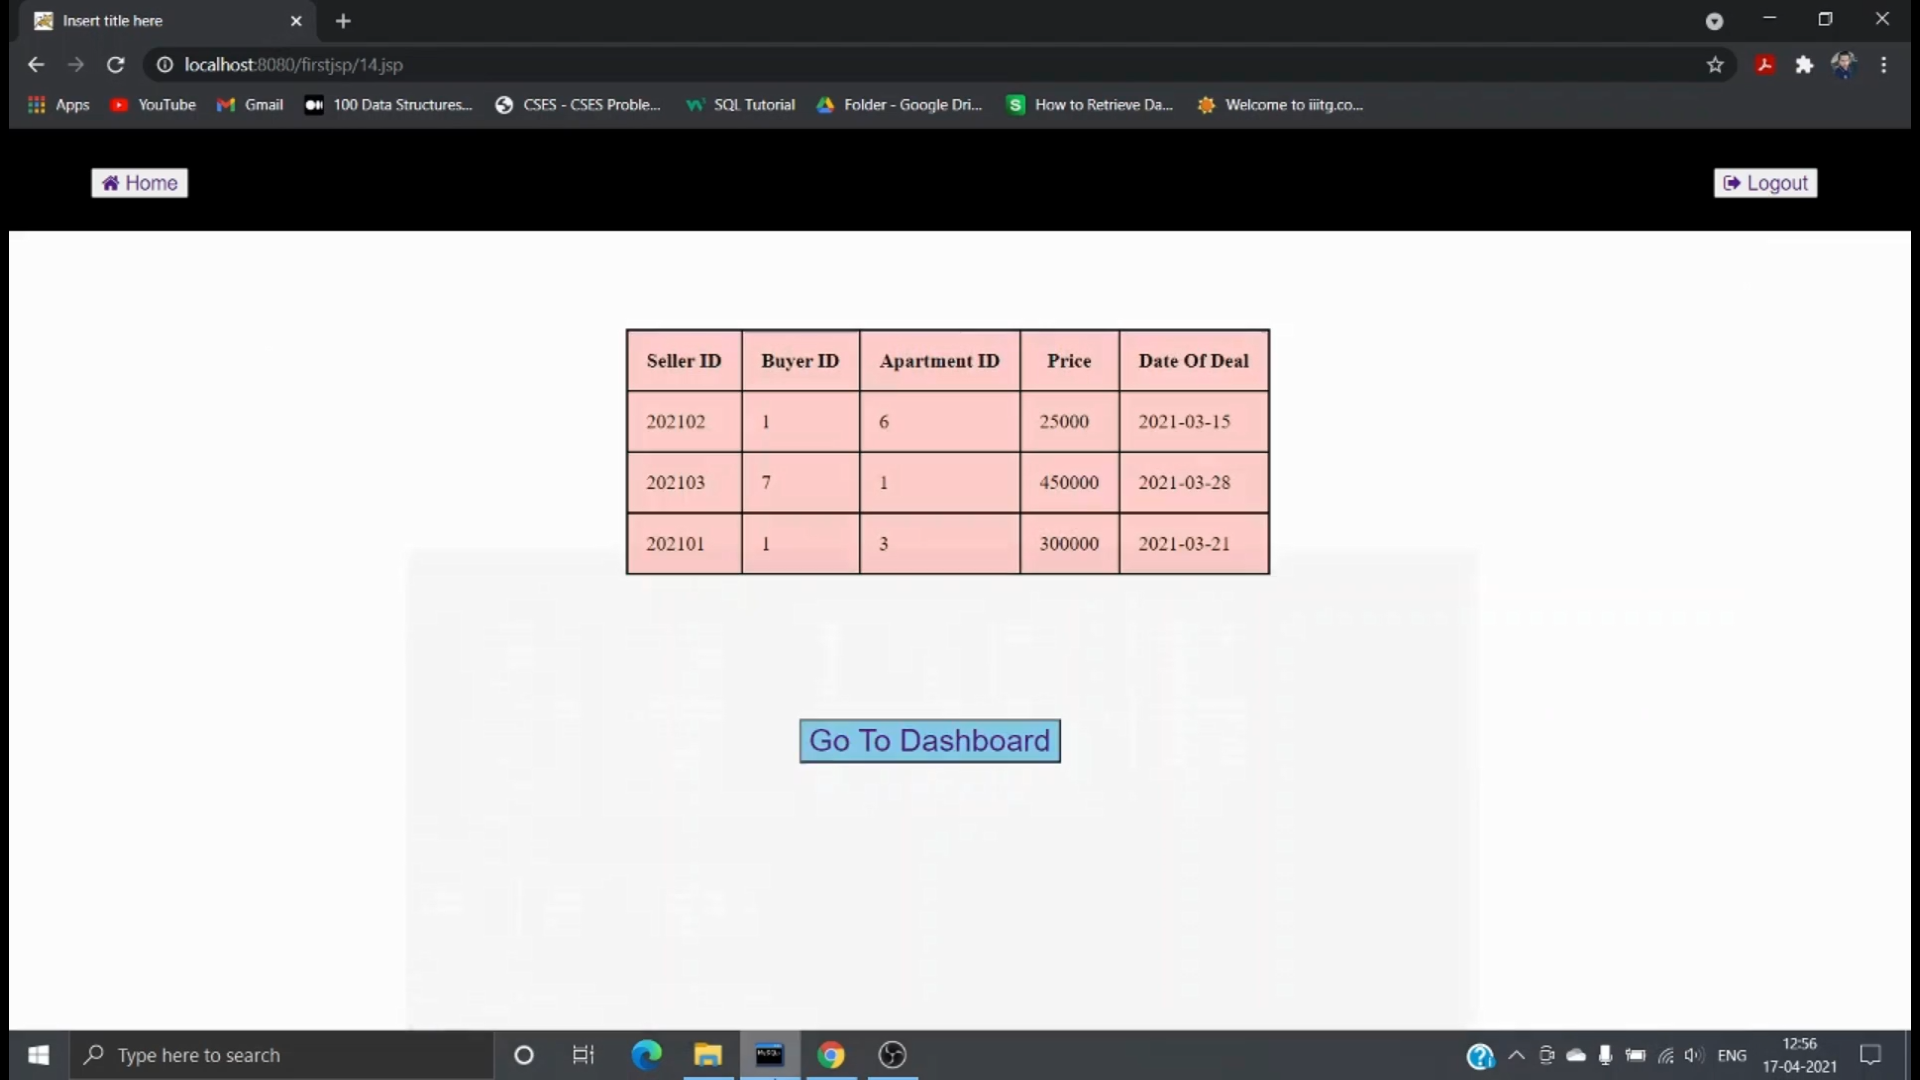 Insert title here
localhost:8080/firstjsp/14.jsp
Apps YouTube Gmail 100 Data Structures... CSES - CSES Proble... SQL Tutorial Folder - Google Dri... How to Retrieve Da... Welcome to iiitg.co...
Home Logout
Seller ID Buyer ID Apartment ID Price Date Of Deal
202102 1 6 25000 2021-03-15
202103 7 1 450000 2021-03-28
202101 1 3 300000 2021-03-21
Go To Dashboard
Type here to search
ENG
12:56
17-04-2021